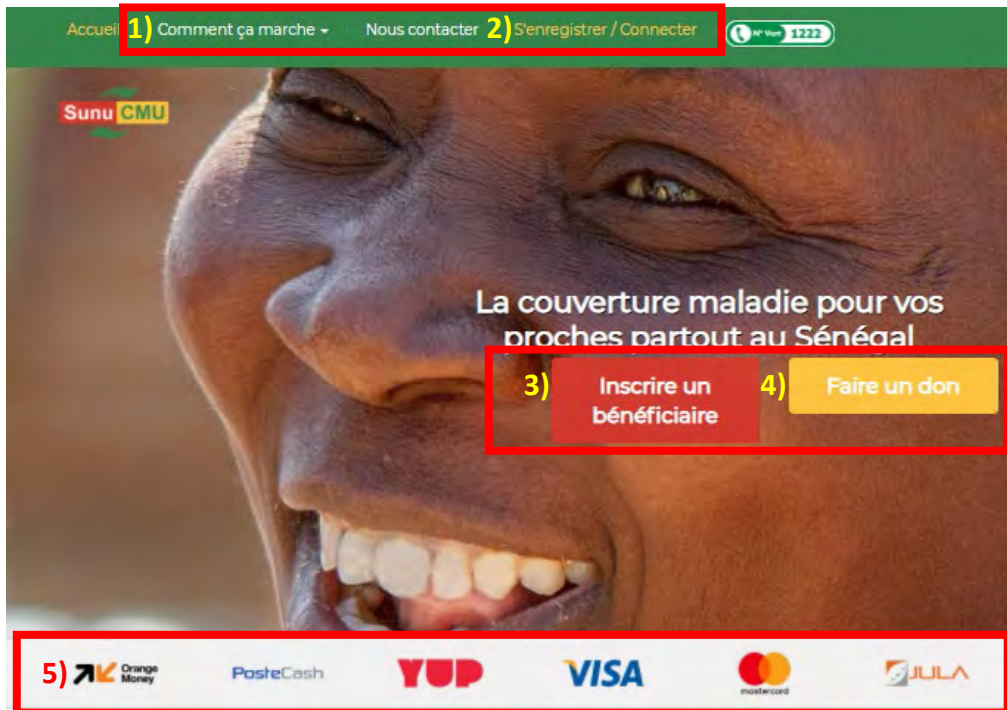 Accueil 1) Comment ça marche Nous contacter 2) S'enregistrer / Connecter N° Vert 1222
Sunu CMU
La couverture maladie pour vos
proches partout au Sénégal
3) Inscrire un
bénéficiaire
4) Faire un don
5) Orange
Money
PosteCash YUP VISA mastercard JULA